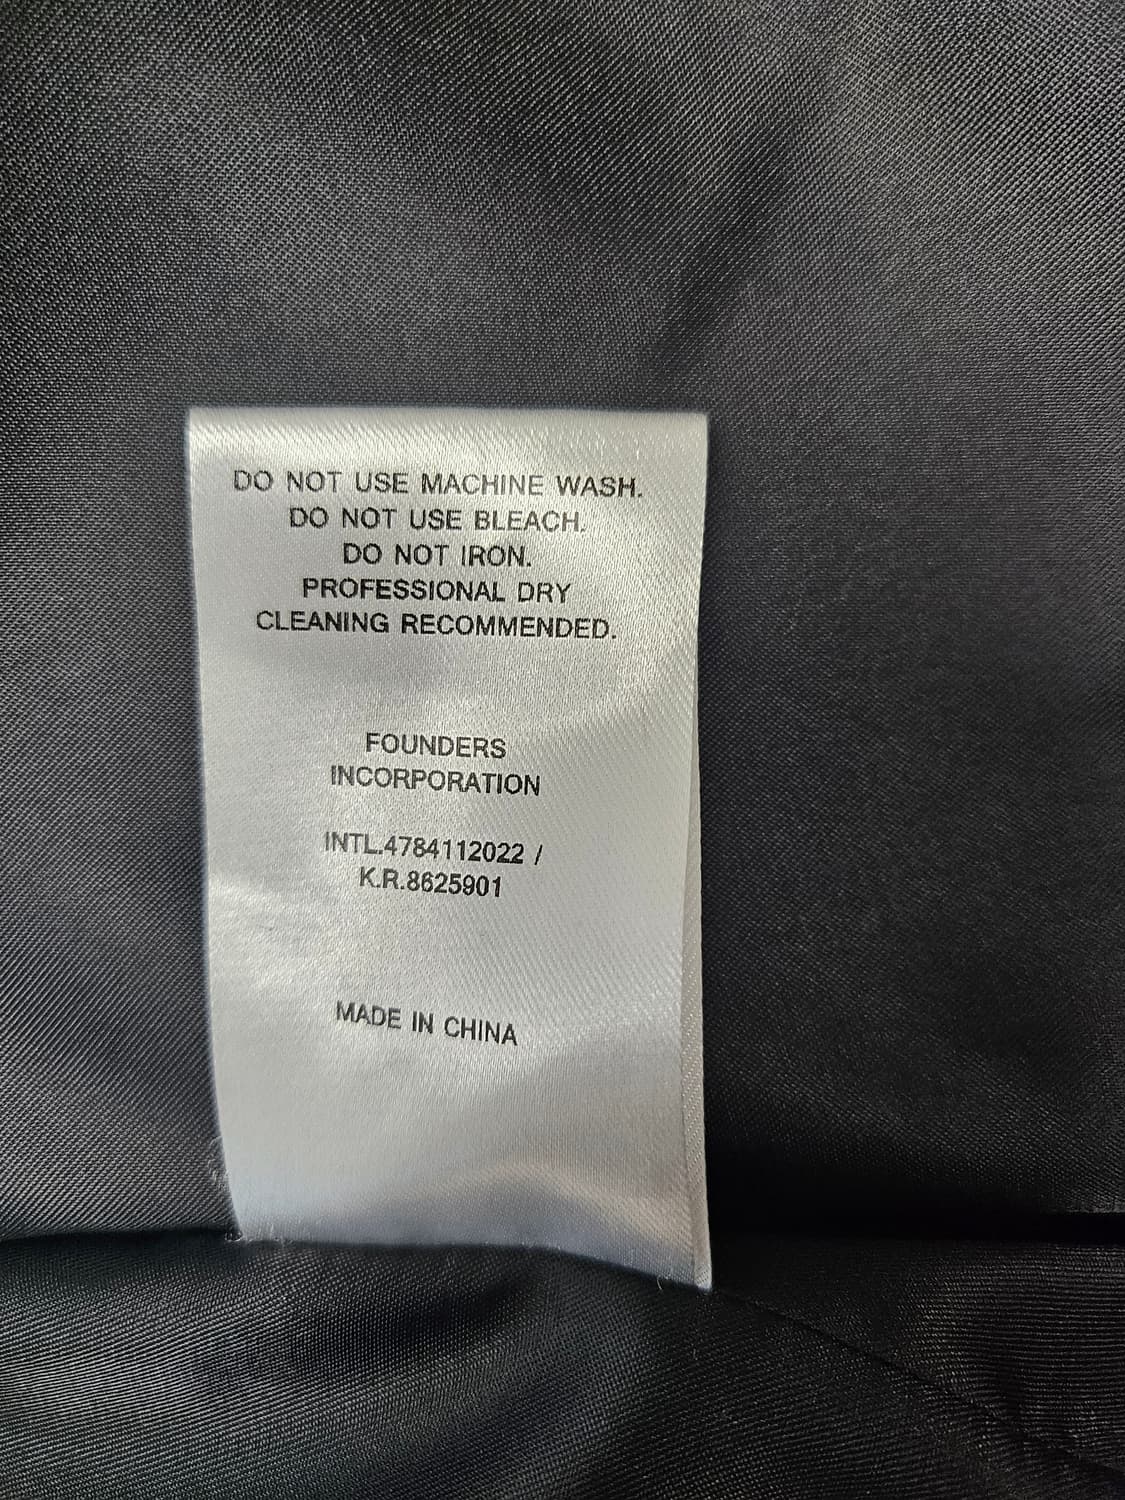 DO NOT USE MACHINE WASH.
DO NOT USE BLEACH.
DO NOT IRON.
PROFESSIONAL DRY
CLEANING RECOMMENDED.
FOUNDERS
INCORPORATION
INTL.4784112022 /
K.R.8625901
MADE IN CHINA